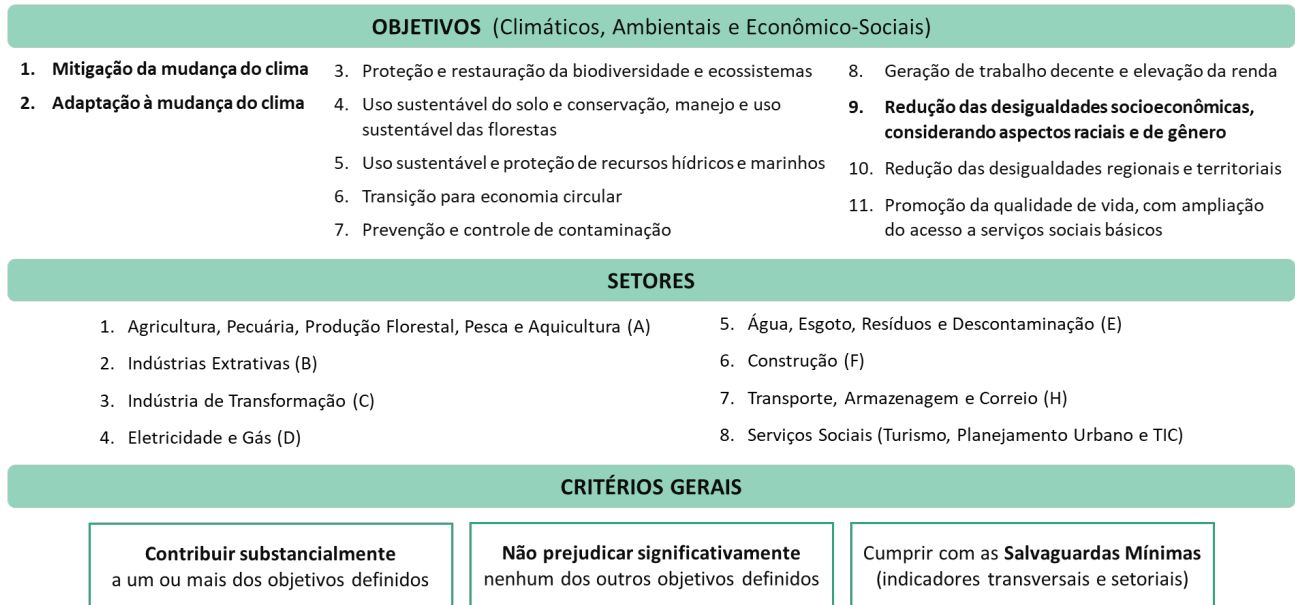 OBJETIVOS (Climáticos, Ambientais e Econômico-Sociais)
1. Mitigação da mudança do clima
2. Adaptação à mudança do clima
3. Proteção e restauração da biodiversidade e ecossistemas
4. Uso sustentável do solo e conservação, manejo e uso
sustentável das florestas
5. Uso sustentável e proteção de recursos hídricos e marinhos
6. Transição para economia circular
7. Prevenção e controle de contaminação
8. Geração de trabalho decente e elevação da renda
9. Redução das desigualdades socioeconômicas,
considerando aspectos raciais e de gênero
10. Redução das desigualdades regionais e territoriais
11. Promoção da qualidade de vida, com ampliação
do acesso a serviços sociais básicos
SETORES
1. Agricultura, Pecuária, Produção Florestal, Pesca e Aquicultura (A)
2. Indústrias Extrativas (B)
3. Indústria de Transformação (C)
4. Eletricidade e Gás (D)
5. Água, Esgoto, Resíduos e Descontaminação (E)
6. Construção (F)
7. Transporte, Armazenagem e Correio (H)
8. Serviços Sociais (Turismo, Planejamento Urbano e TIC)
CRITÉRIOS GERAIS
Contribuir substancialmente
a um ou mais dos objetivos definidos
Não prejudicar significativamente
nenhum dos outros objetivos definidos
Cumprir com as Salvaguardas Mínimas
(indicadores transversais e setoriais)